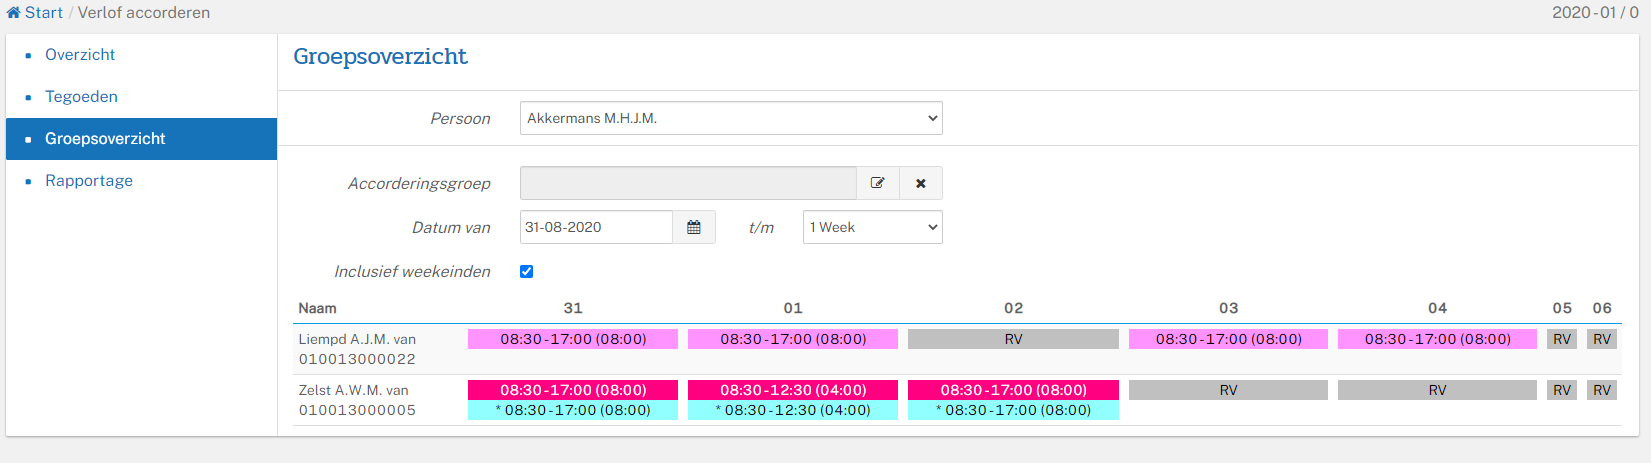 Start / Verlof accorderen 2020-01 / 0
Overzicht
Tegoeden
Groepsoverzicht
Rapportage
Groepsoverzicht
Persoon Akkermans M.H.J.M.
Accorderingsgroep
Datum van 31-08-2020 t/m 1 Week
Inclusief weekeinden
Naam 31 01 02 03 04 05 06
Liempd A.J.M. van 08:30-17:00 (08:00) 08:30-17:00 (08:00) RV 08:30-17:00 (08:00) 08:30-17:00 (08:00) RV RV
010013000022
Zelst A.W.M. van 08:30-17:00 (08:00) 08:30-12:30 (04:00) 08:30-17:00 (08:00) RV RV RV RV
010013000005 * 08:30-17:00 (08:00) * 08:30-12:30 (04:00) * 08:30-17:00 (08:00)